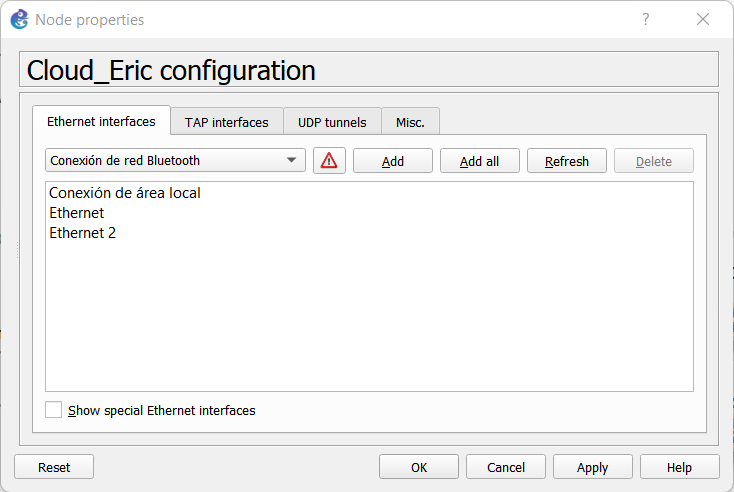 Node properties
?
Cloud_Eric configuration
Ethernet interfaces
TAP interfaces
UDP tunnels
Misc.
Conexión de red Bluetooth
Add
Add all
Refresh
Delete
Conexión de área local
Ethernet
Ethernet 2
Show special Ethernet interfaces
Reset
OK
Cancel
Apply
Help